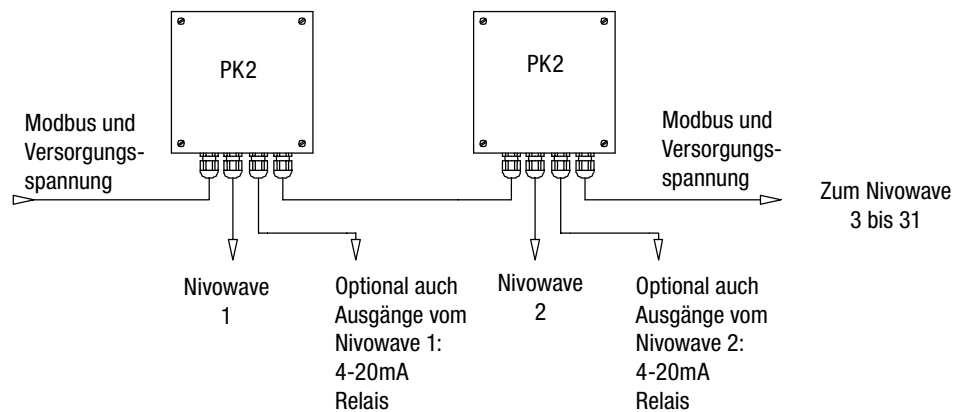 PK2
PK2
Modbus und
Versorgungs-
spannung
Modbus und
Versorgungs-
spannung
Zum Nivowave
3 bis 31
Nivowave
1
Optional auch
Ausgänge vom
Nivowave 1:
4-20mA
Relais
Nivowave
2
Optional auch
Ausgänge vom
Nivowave 2:
4-20mA
Relais